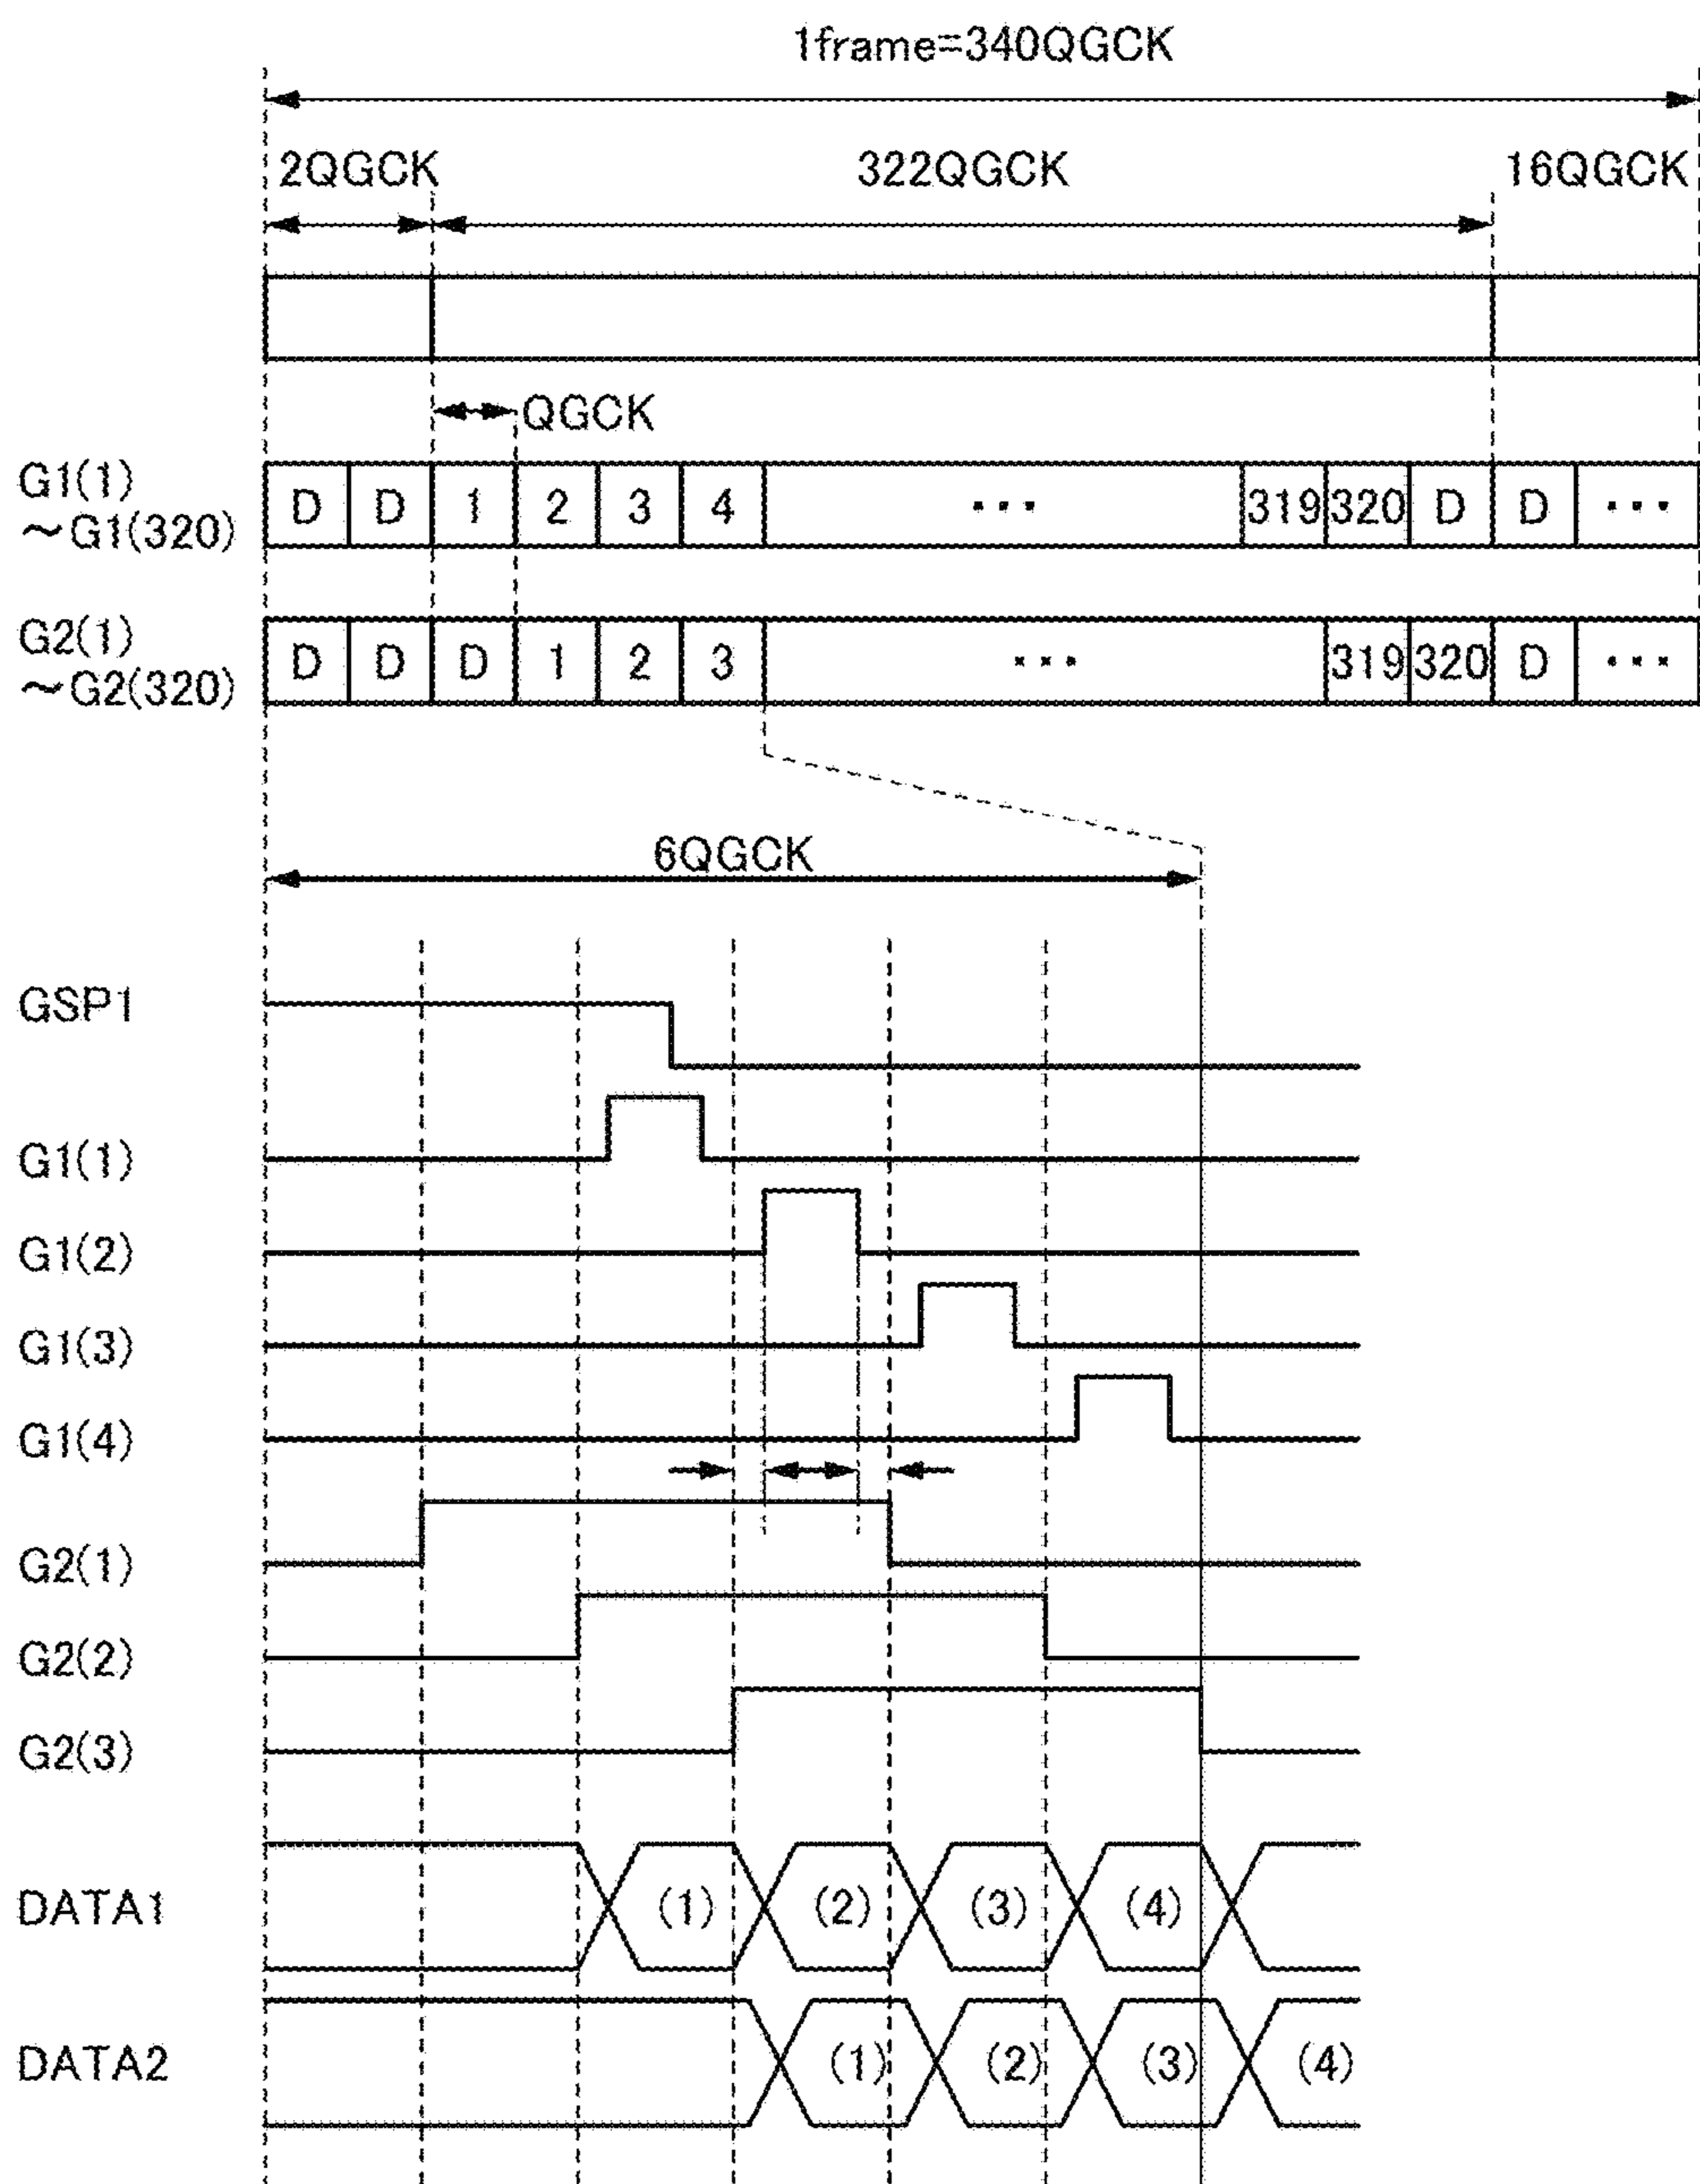 1frame=340QGCK
2QGCK 322QGCK 16QGCK
QGCK
G1(1)
～G1(320)
D D 1 2 3 4 ··· 319 320 D D ···
G2(1)
～G2(320)
D D D 1 2 3 ··· 319 320 D ···
6QGCK
GSP1
G1(1)
G1(2)
G1(3)
G1(4)
G2(1)
G2(2)
G2(3)
DATA1 (1) (2) (3) (4)
DATA2 (1) (2) (3) (4)